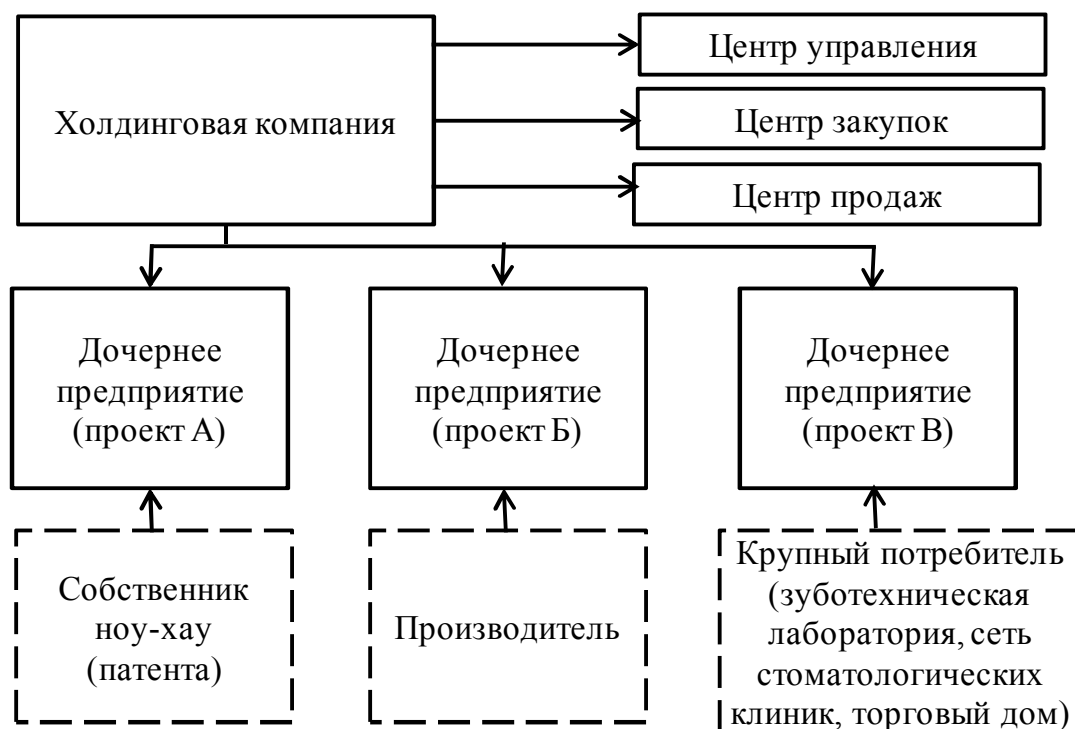 Холдинговая компания
Центр управления
Центр закупок
Центр продаж
Дочернее
предприятие
(проект А)
Дочернее
предприятие
(проект Б)
Дочернее
предприятие
(проект В)
Собственник
ноу-хау
(патента)
Производитель
Крупный потребитель
(зуботехническая
лаборатория, сеть
стоматологических
клиник, торговый дом)